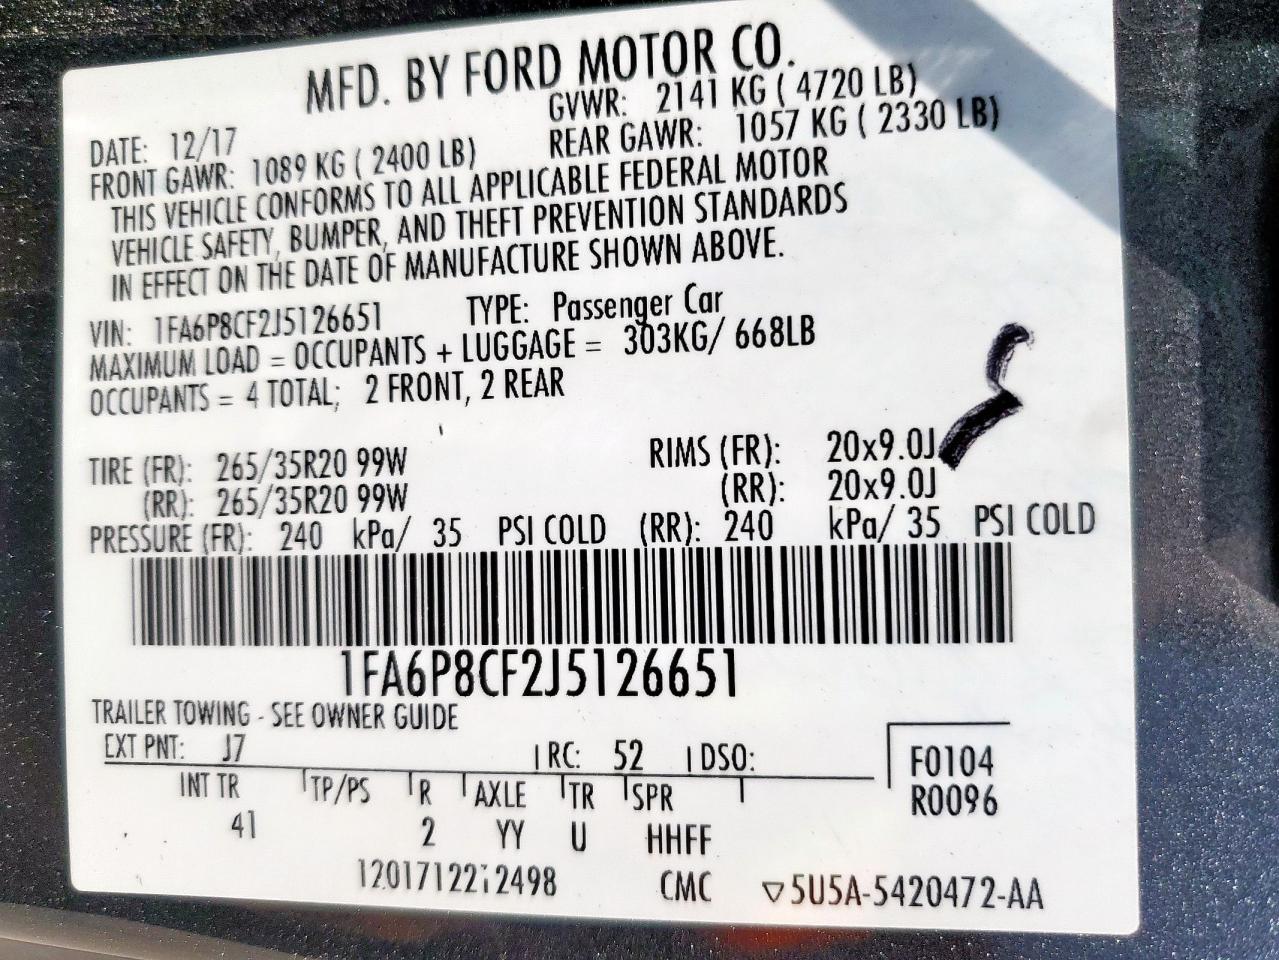 MFD. BY FORD MOTOR CO.
DATE: 12/17 GVWR: 2141 KG ( 4720 LB)
FRONT GAWR: 1089 KG ( 2400 LB) REAR GAWR: 1057 KG ( 2330 LB)
THIS VEHICLE CONFORMS TO ALL APPLICABLE FEDERAL MOTOR
VEHICLE SAFETY, BUMPER, AND THEFT PREVENTION STANDARDS
IN EFFECT ON THE DATE OF MANUFACTURE SHOWN ABOVE.
VIN: 1FA6P8CF2J5126651 TYPE: Passenger Car
MAXIMUM LOAD = OCCUPANTS + LUGGAGE = 303KG/ 668LB
OCCUPANTS = 4 TOTAL; 2 FRONT, 2 REAR
TIRE (FR): 265/35R20 99W RIMS (FR): 20x9.0J
(RR): 265/35R20 99W (RR): 20x9.0J
PRESSURE (FR): 240 kPa/ 35 PSI COLD (RR): 240 kPa/ 35 PSI COLD
1FA6P8CF2J5126651
TRAILER TOWING - SEE OWNER GUIDE
EXT PNT: J7 RC: 52 DSO: F0104
INT TR TP/PS R AXLE TR SPR R0096
41 2 YY U HHFF
CMC ▽5U5A-5420472-AA